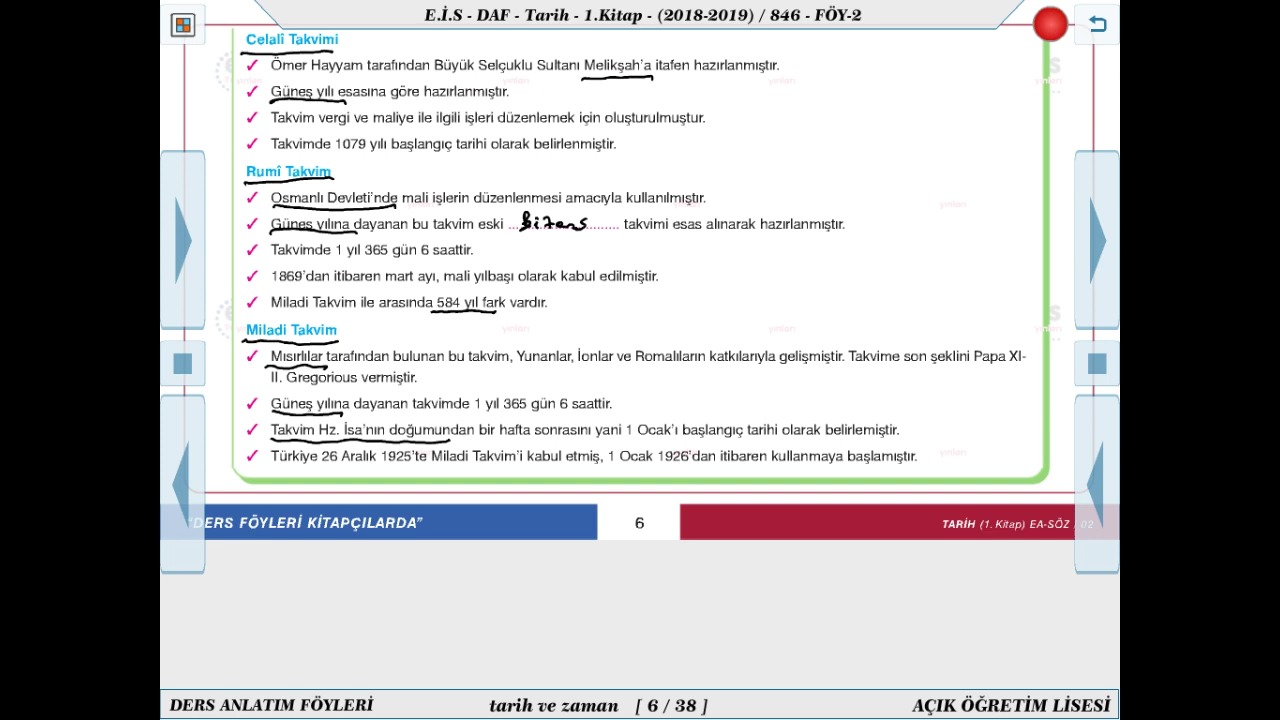 E.İ.S - DAF - Tarih - 1.Kitap - (2018-2019) / 846 - FÖY-2
Celalî Takvimi
✓ Ömer Hayyam tarafından Büyük Selçuklu Sultanı Melikşah'a itafen hazırlanmıştır.
✓ Güneş yılı esasına göre hazırlanmıştır.
✓ Takvim vergi ve maliye ile ilgili işleri düzenlemek için oluşturulmuştur.
✓ Takvimde 1079 yılı başlangıç tarihi olarak belirlenmiştir.
Rumî Takvim
✓ Osmanlı Devleti'nde mali işlerin düzenlenmesi amacıyla kullanılmıştır.
✓ Güneş yılına dayanan bu takvim eski bizans takvimi esas alınarak hazırlanmıştır.
✓ Takvimde 1 yıl 365 gün 6 saattir.
✓ 1869'dan itibaren mart ayı, mali yılbaşı olarak kabul edilmiştir.
✓ Miladi Takvim ile arasında 584 yıl fark vardır.
Miladi Takvim
✓ Mısırlılar tarafından bulunan bu takvim, Yunanlar, İonlar ve Romalıların katkılarıyla gelişmiştir. Takvime son şeklini Papa XI-
II. Gregorious vermiştir.
✓ Güneş yılına dayanan takvimde 1 yıl 365 gün 6 saattir.
✓ Takvim Hz. İsa'nın doğumundan bir hafta sonrasını yani 1 Ocak'ı başlangıç tarihi olarak belirlemiştir.
✓ Türkiye 26 Aralık 1925'te Miladi Takvim'i kabul etmiş, 1 Ocak 1926'dan itibaren kullanmaya başlamıştır.
"DERS FÖYLERİ KİTAPÇILARDA"
6
TARİH (1. Kitap) EA-SÖZ / 02
DERS ANLATIM FÖYLERİ
tarih ve zaman [ 6 / 38 ]
AÇIK ÖĞRETİM LİSESİ